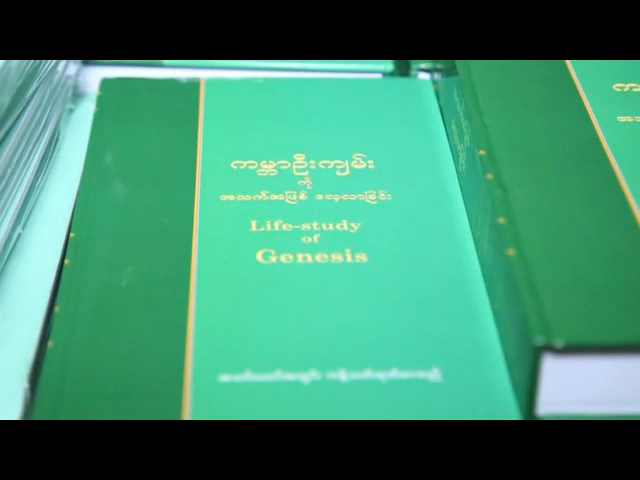 ကမ္ဘာဦးကျမ်း
ကို
အသက်အဖြစ် လေ့လာခြင်း
Life-study
of
Genesis